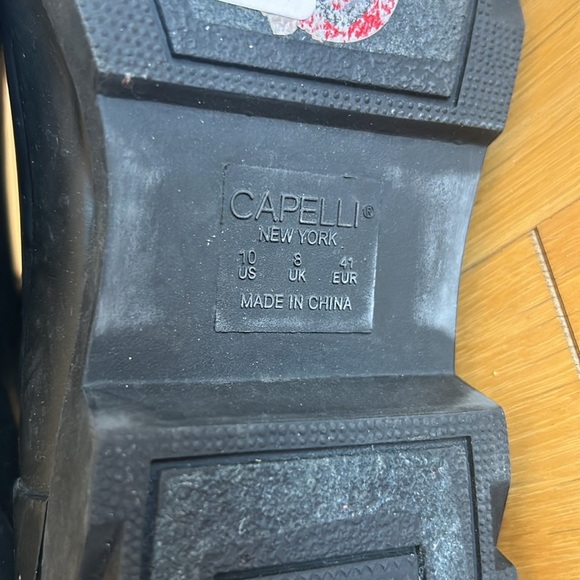 CAPELLI®
NEW YORK
10 8 41
US UK EUR
MADE IN CHINA